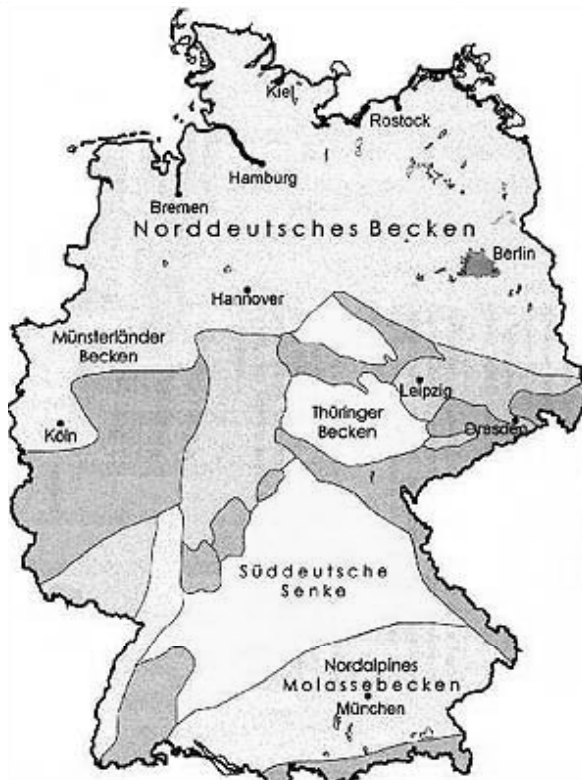 Kiel
Rostock
Hamburg
Bremen
Norddeutsches Becken
Berlin
Hannover
Münsterländer
Becken
Leipzig
Thüringer
Becken
Köln
Dresden
Süddeutsche
Senke
Nordalpines
Molassebecken
München